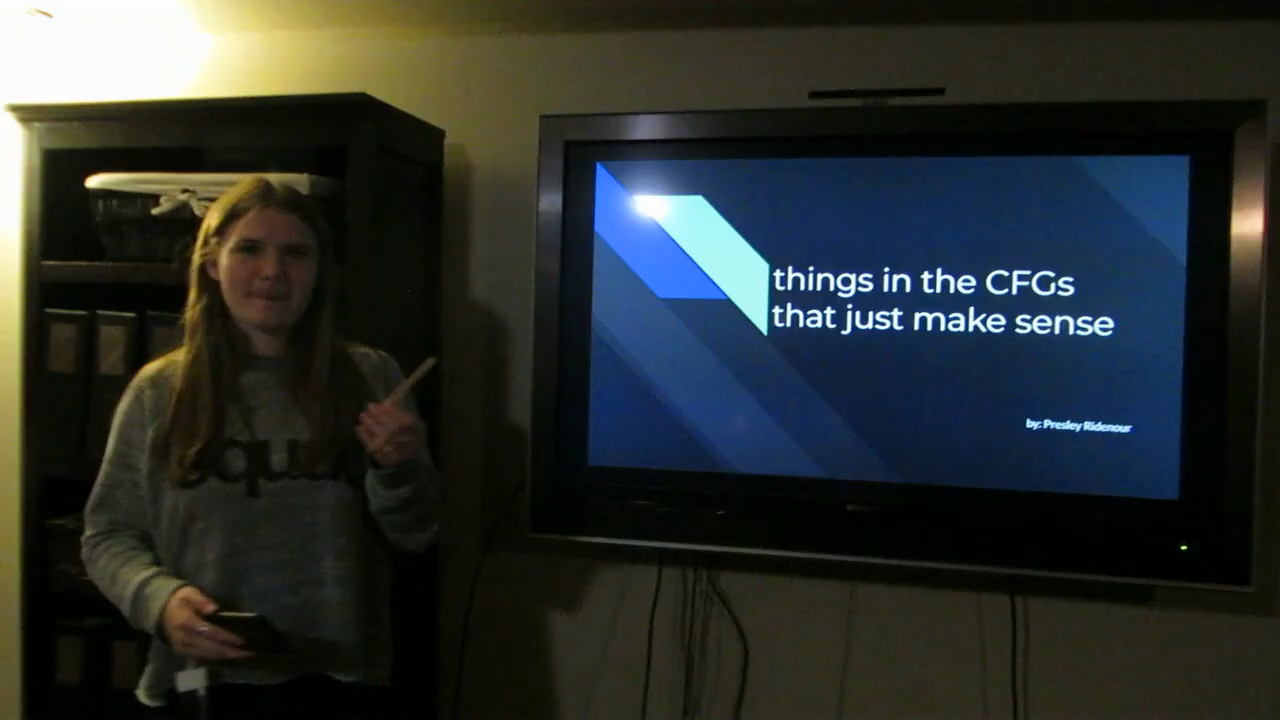 things in the CFGs
that just make sense
by: Presley Ridenour